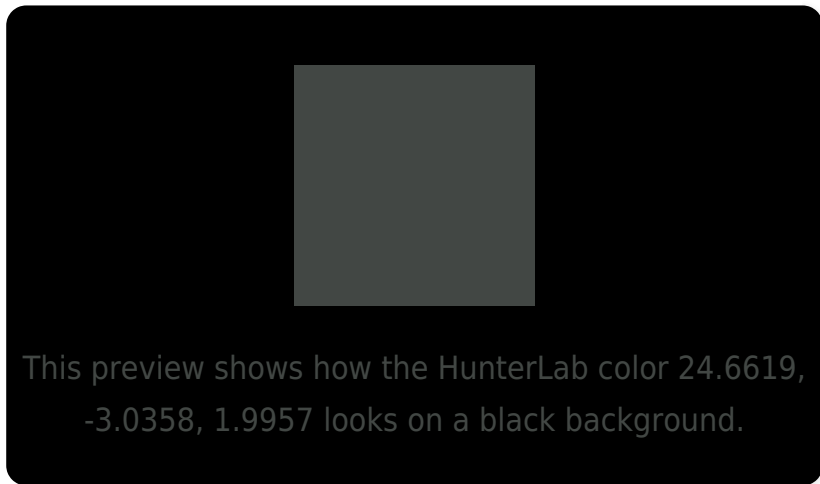 This preview shows how the HunterLab color 24.6619,
-3.0358, 1.9957 looks on a black background.